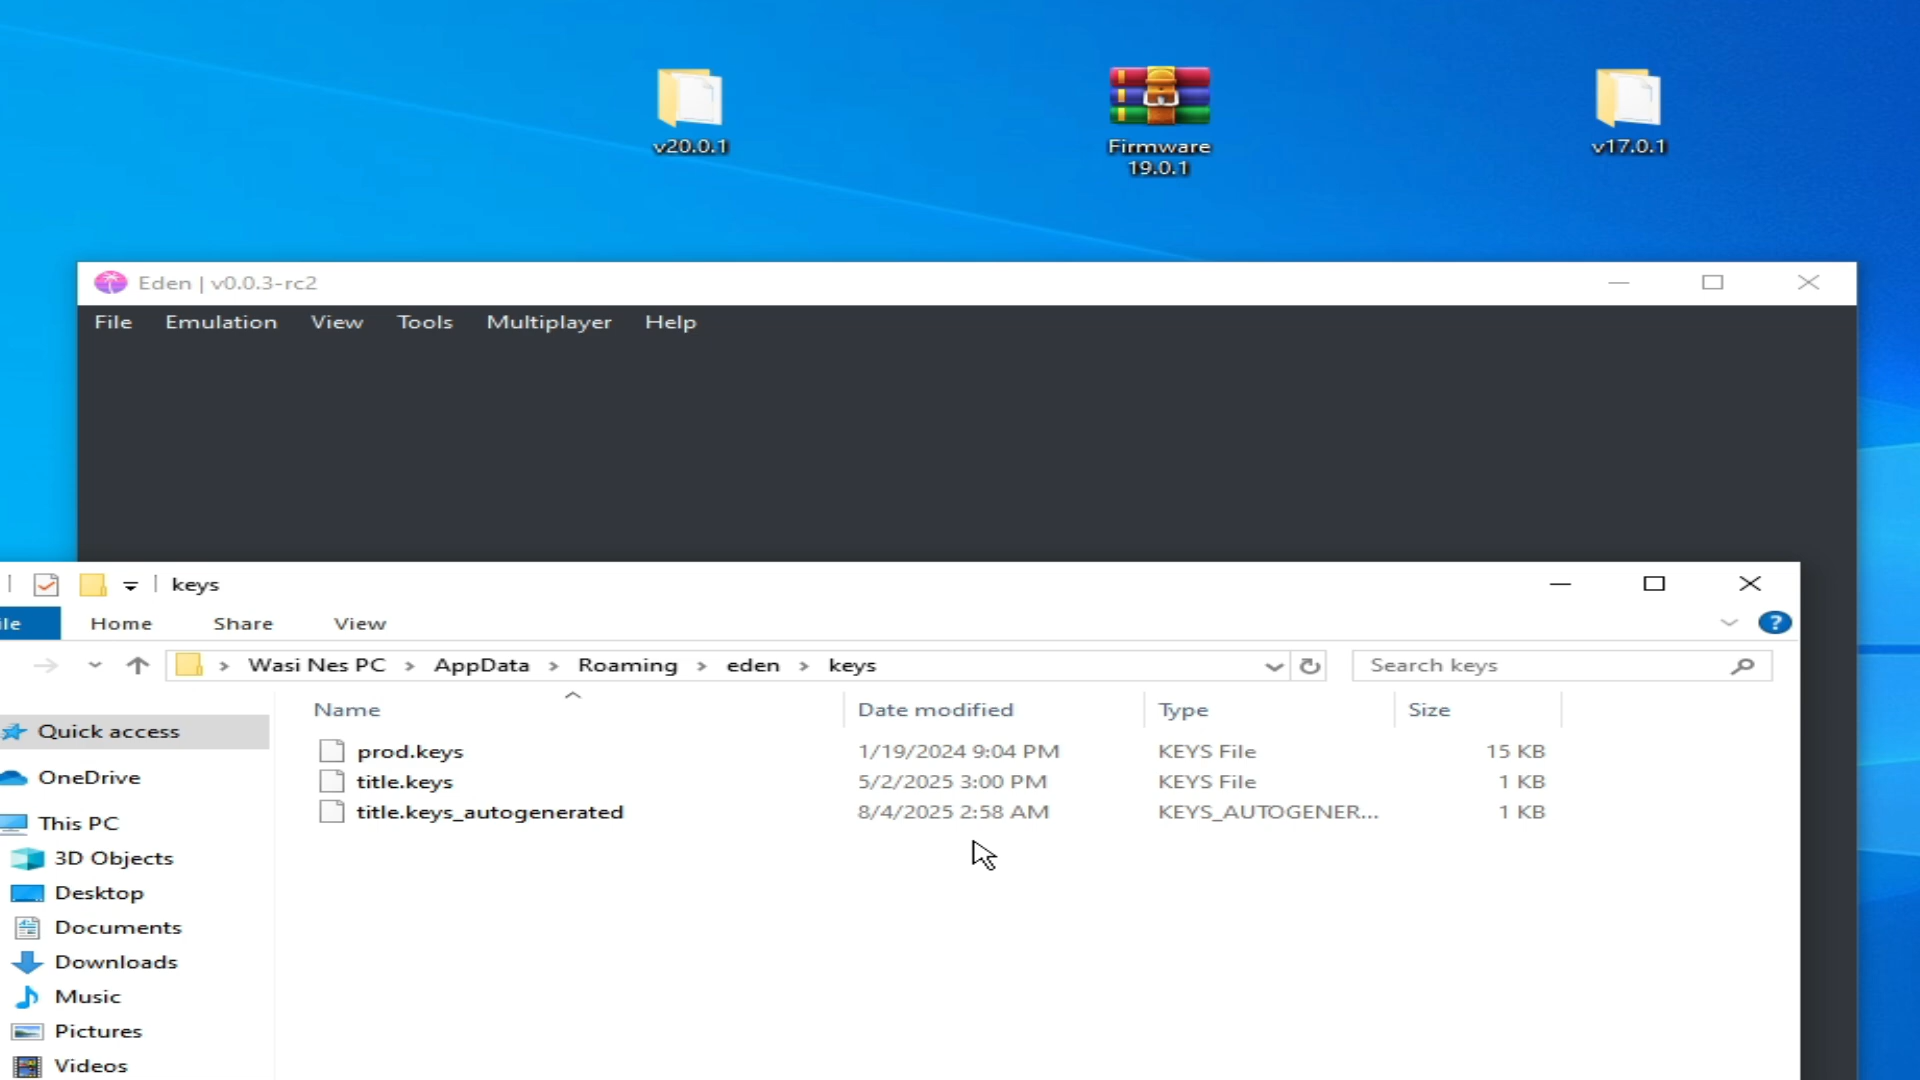 v20.0.1
Firmware
19.0.1
v17.0.1
Eden | v0.0.3-rc2
File Emulation View Tools Multiplayer Help
keys
ile Home Share View
Wasi Nes PC > AppData > Roaming > eden > keys
Search keys
Name Date modified Type Size
prod.keys 1/19/2024 9:04 PM KEYS File 15 KB
title.keys 5/2/2025 3:00 PM KEYS File 1 KB
title.keys_autogenerated 8/4/2025 2:58 AM KEYS_AUTOGENER... 1 KB
Quick access
OneDrive
This PC
3D Objects
Desktop
Documents
Downloads
Music
Pictures
Videos